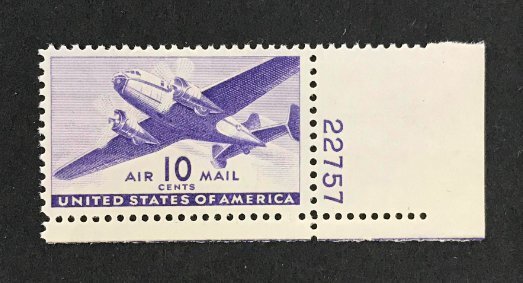 AIR 10 MAIL
CENTS
UNITED STATES OF AMERICA
22757